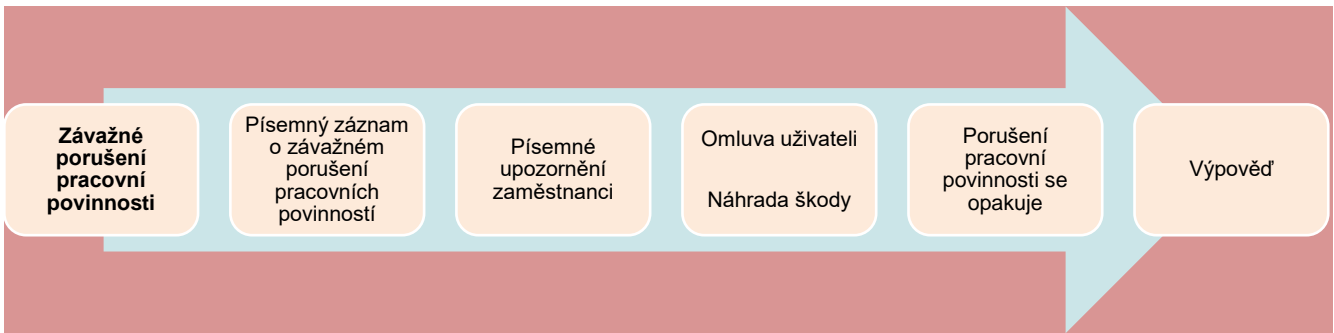 Závažné
porušení
pracovní
povinnosti
Písemný záznam
o závažném
porušení
pracovních
povinností
Písemné
upozornění
zaměstnanci
Omluva uživateli
Náhrada škody
Porušení
pracovní
povinnosti se
opakuje
Výpověď